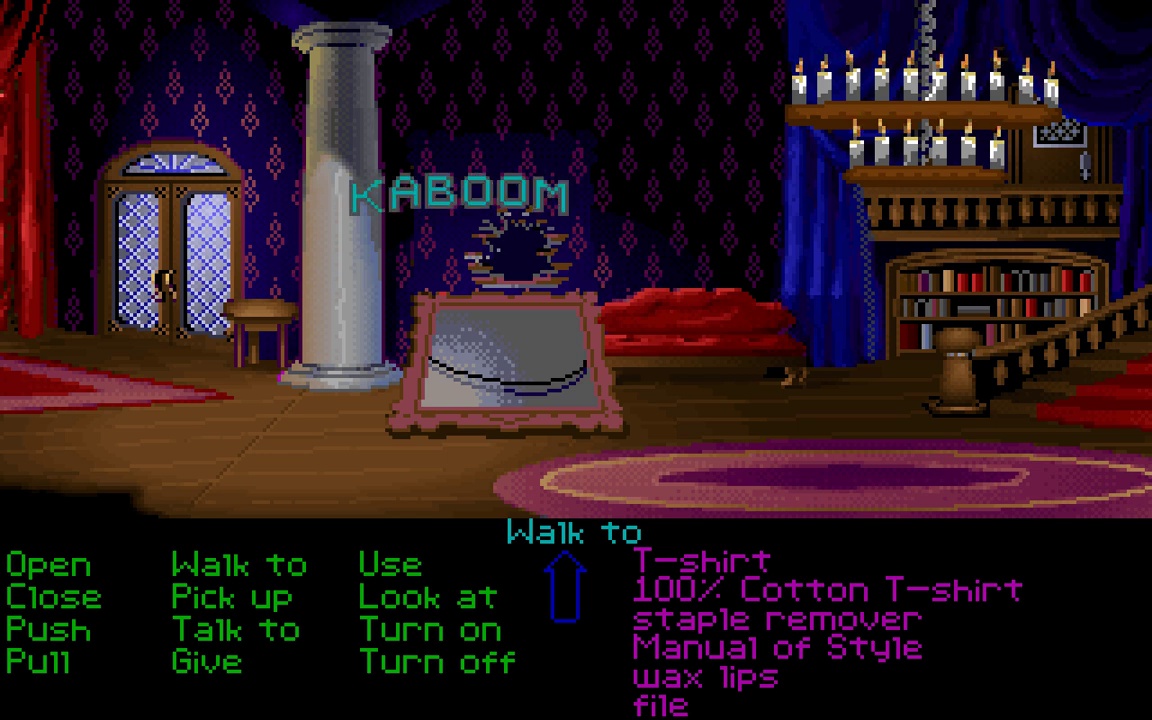 KABOOM
Walk to
Open Walk to Use
Close Pick up Look at
Push Talk to Turn on
Pull Give Turn off
T-shirt
100% Cotton T-shirt
staple remover
Manual of Style
wax lips
file